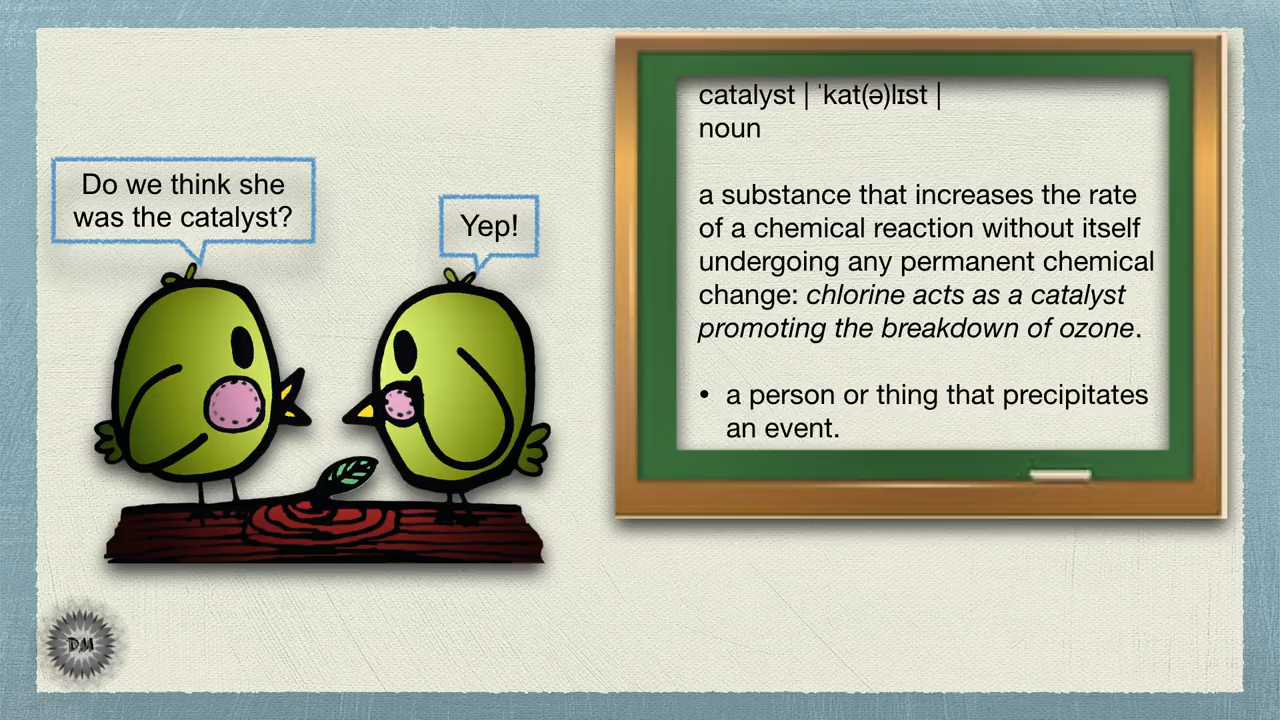 Do we think she
was the catalyst?
Yep!
catalyst | ˈkat(ə)lɪst |
noun
a substance that increases the rate
of a chemical reaction without itself
undergoing any permanent chemical
change: chlorine acts as a catalyst
promoting the breakdown of ozone.
• a person or thing that precipitates
an event.
DM